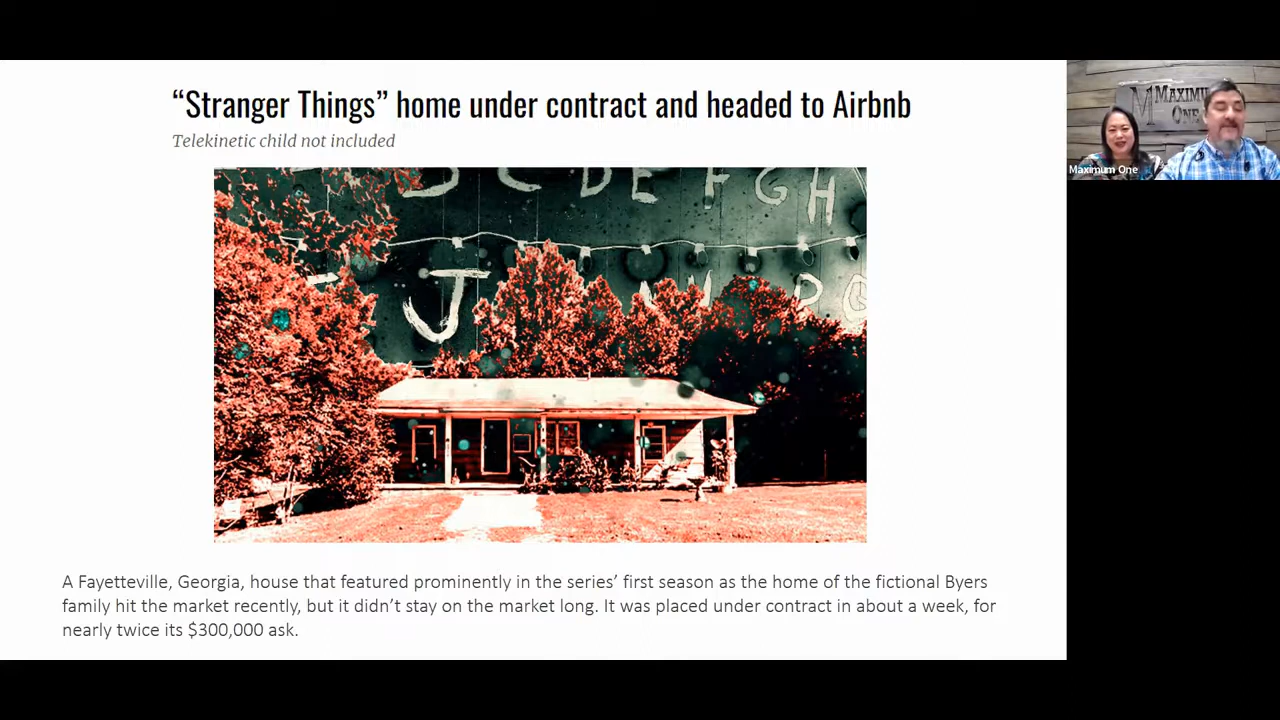 “Stranger Things” home under contract and headed to Airbnb
Telekinetic child not included
C D E F G H
J
A Fayetteville, Georgia, house that featured prominently in the series’ first season as the home of the fictional Byers
family hit the market recently, but it didn’t stay on the market long. It was placed under contract in about a week, for
nearly twice its $300,000 ask.
Maximum One